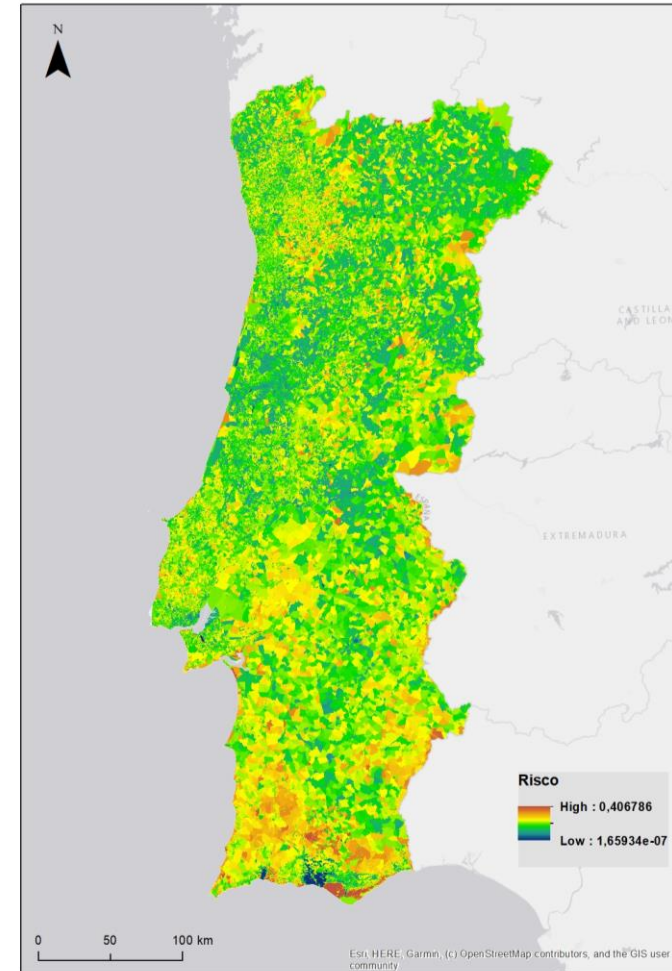 N
CASTILLA
AND LEON
ESPAÑA
EXTREMADURA
Risco
High : 0,406786
Low : 1,65934e-07
0 50 100 km
Esri, HERE, Garmin, (c) OpenStreetMap contributors, and the GIS user
community